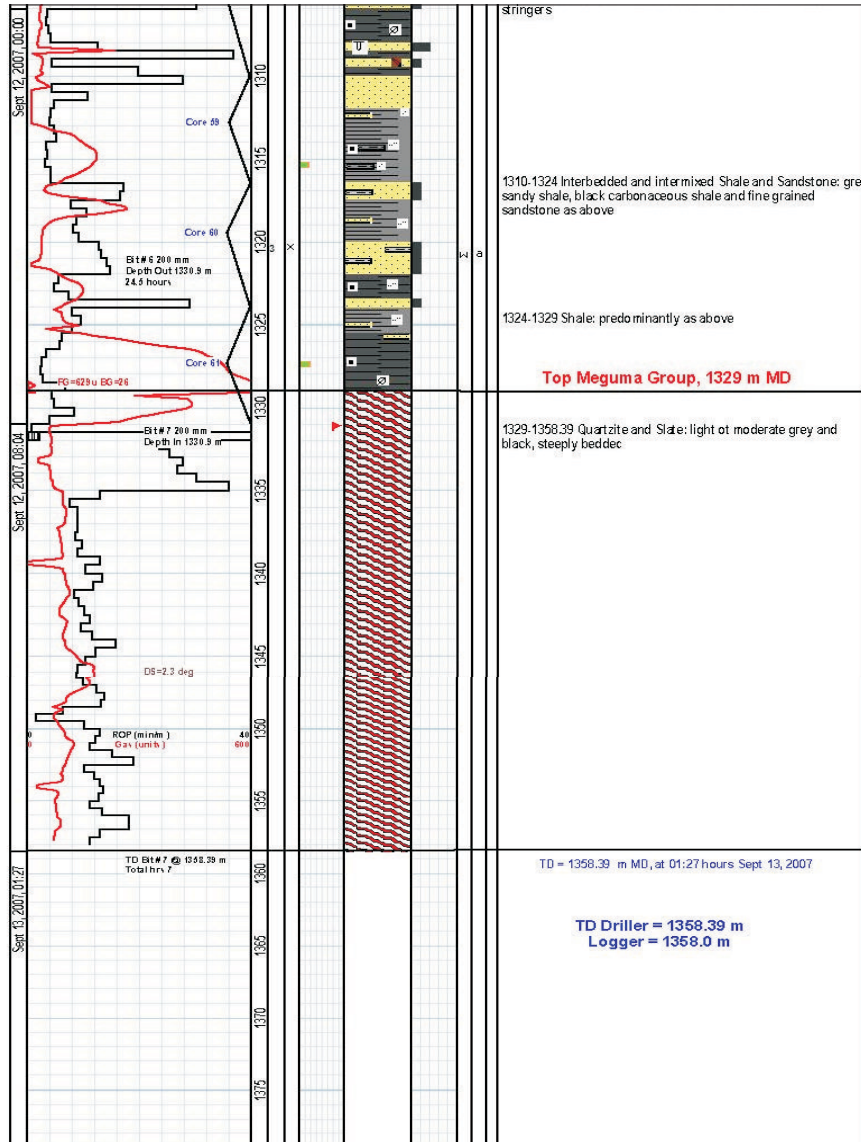 stringers
Sept 12, 2007, 00:00
1310
Core 59
1315
1310-1324 Interbedded and intermixed Shale and Sandstone: gre
sandy shale, black carbonaceous shale and fine grained
sandstone as above
Core 60
1320
Bit# 6 200 mm
Depth Out 1330.9 m
24.5 hours
3
X
Σ
1325
1324-1329 Shale: predominantly as above
Core 61
FG=629u BG=26
Top Meguma Group, 1329 m MD
1330
Sept 12, 2007, 08:04
Bit# 7 200 mm
Depth In 1330.9 m
1329-1358.39 Quartzite and Slate: light ot moderate grey and
black, steeply bedded
1335
1340
1345
DS=2.3 deg
1350
0 ROP (min/m) 40
0 Gas (units) 600
1355
TD Bit# 7 @ 1358.39 m
Total hrs 7
1360
TD = 1358.39 m MD, at 01:27 hours Sept 13, 2007
Sept 13, 2007, 01:27
TD Driller = 1358.39 m
Logger = 1358.0 m
1365
1370
1375